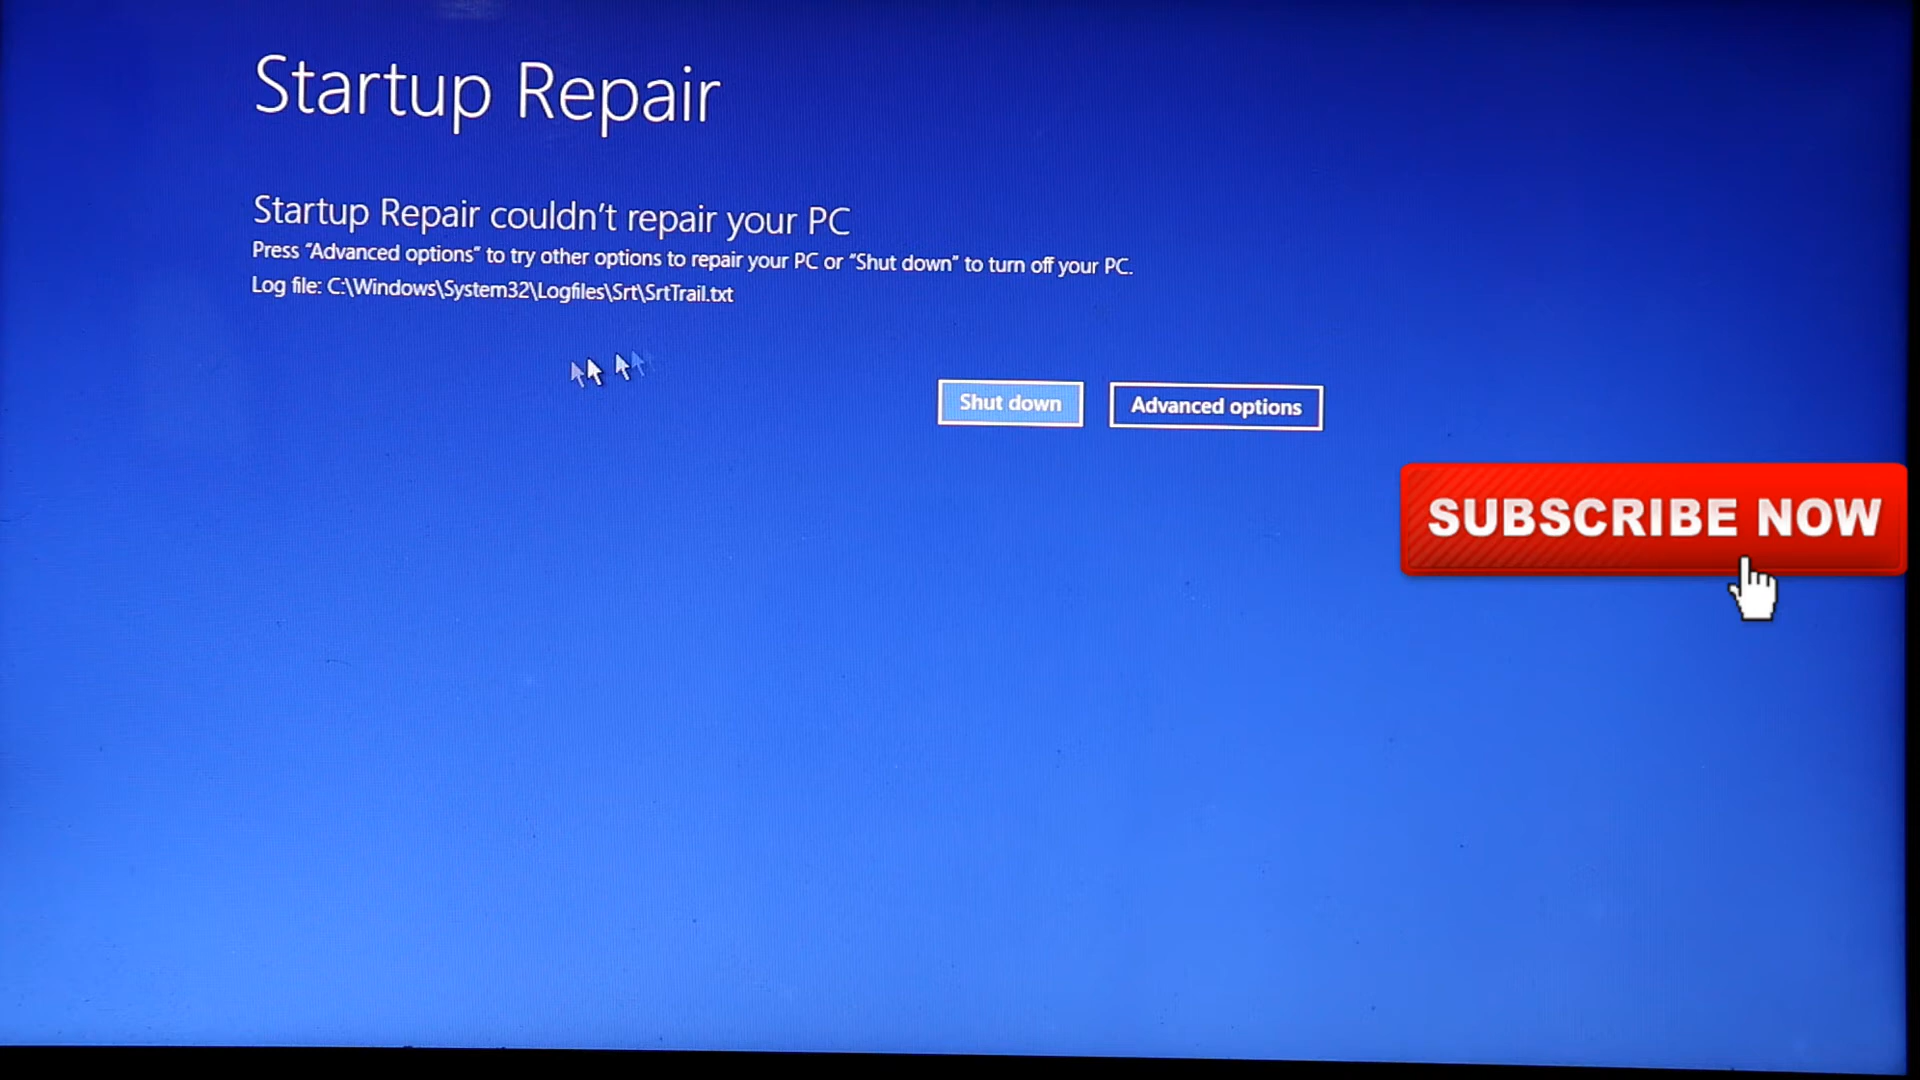 Startup Repair
Startup Repair couldn't repair your PC
Press "Advanced options" to try other options to repair your PC or "Shut down" to turn off your PC.
Log file: C:\Windows\System32\Logfiles\Srt\SrtTrail.txt
Shut down
Advanced options
SUBSCRIBE NOW